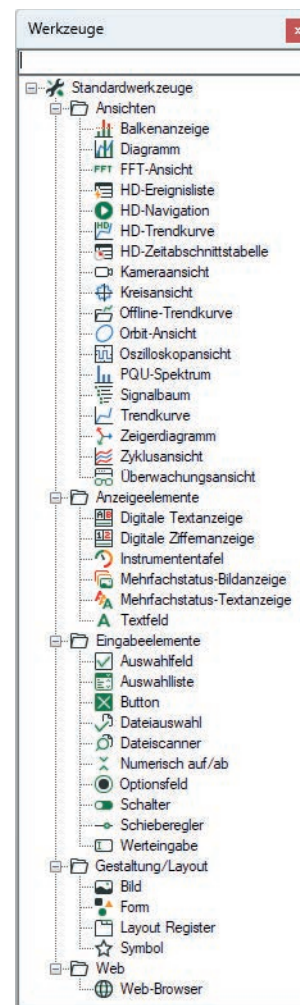 Werkzeuge
Standardwerkzeuge
Ansichten
Balkenanzeige
Diagramm
FFT FFT-Ansicht
HD-Ereignisliste
HD-Navigation
HD HD-Trendkurve
HD-Zeitabschnittstabelle
Kameraansicht
Kreisansicht
Offline-Trendkurve
Orbit-Ansicht
Oszilloskopansicht
PQU-Spektrum
Signalbaum
Trendkurve
Zeigerdiagramm
Zyklusansicht
Überwachungsansicht
Anzeigeelemente
AB Digitale Textanzeige
12 Digitale Ziffernanzeige
Instrumententafel
Mehrfachstatus-Bildanzeige
A Mehrfachstatus-Textanzeige
A Textfeld
Eingabeelemente
Auswahlfeld
Auswahlliste
Button
Dateiauswahl
Dateiscanner
Numerisch auf/ab
Optionsfeld
Schalter
Schieberegler
Werteingabe
Gestaltung/Layout
Bild
Form
Layout Register
Symbol
Web
Web-Browser